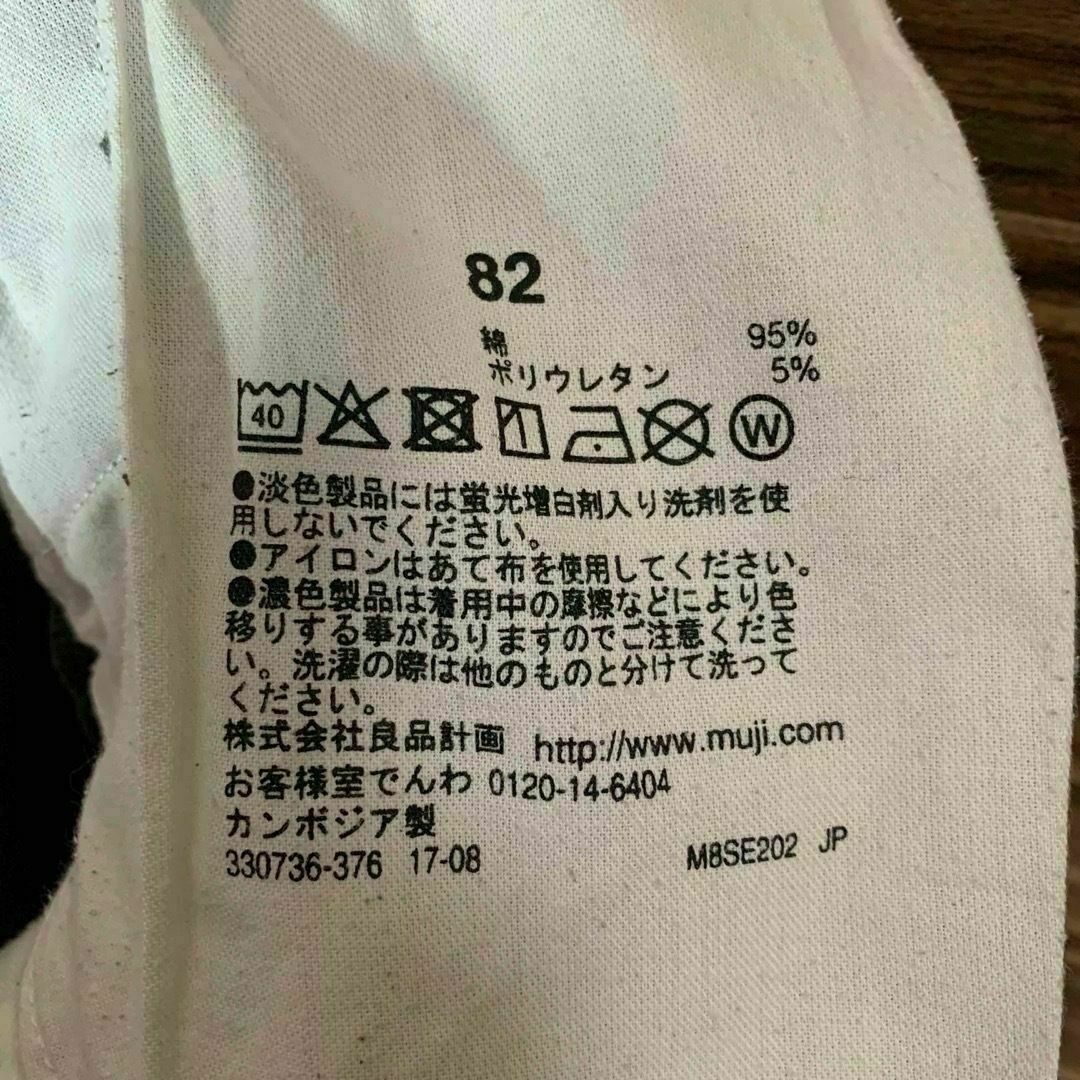 82
綿 95%
ポリウレタン 5%
40 W
●淡色製品には蛍光増白剤入り洗剤を使
用しないでください。
●アイロンはあて布を使用してください。
●濃色製品は着用中の摩擦などにより色
移りする事がありますのでご注意くださ
い。洗濯の際は他のものと分けて洗って
ください。
株式会社良品計画 http://www.muji.com
お客様室でんわ 0120-14-6404
カンボジア製
330736-376 17-08 M8SE202 JP